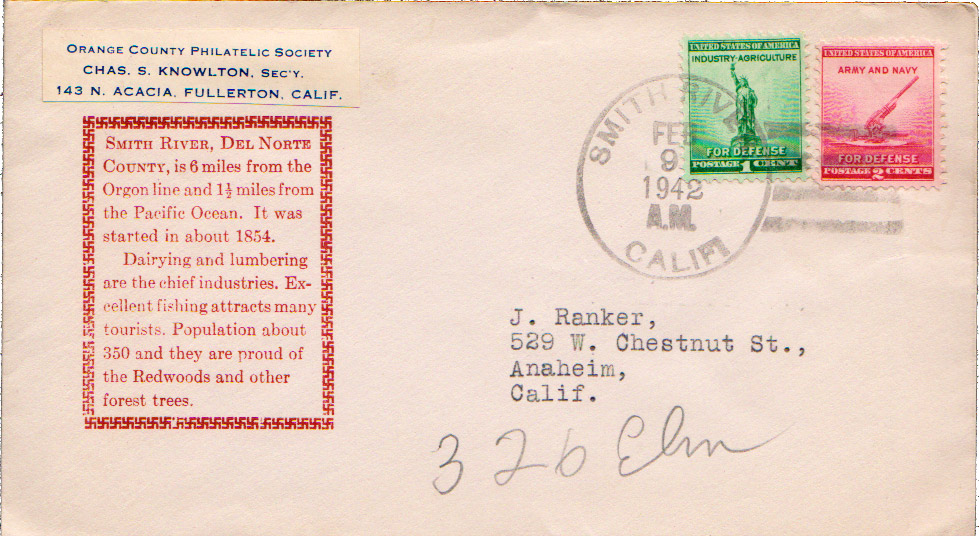 ORANGE COUNTY PHILATELIC SOCIETY
CHAS. S. KNOWLTON, SEC'Y.
143 N. ACACIA, FULLERTON, CALIF.
SMITH RIVER, DEL NORTE
COUNTY, is 6 miles from the
Orgon line and 1½ miles from
the Pacific Ocean. It was
started in about 1854.
Dairying and lumbering
are the chief industries. Ex-
cellent fishing attracts many
tourists. Population about
350 and they are proud of
the Redwoods and other
forest trees.
SMITH RIVER
FEB
9
1942
A.M.
CALIF
UNITED STATES OF AMERICA
INDUSTRY·AGRICULTURE
FOR DEFENSE
POSTAGE 1 CENT
UNITED STATES OF AMERICA
ARMY AND NAVY
FOR DEFENSE
POSTAGE 2 CENTS
J. Ranker,
529 W. Chestnut St.,
Anaheim,
Calif.
326 Elm